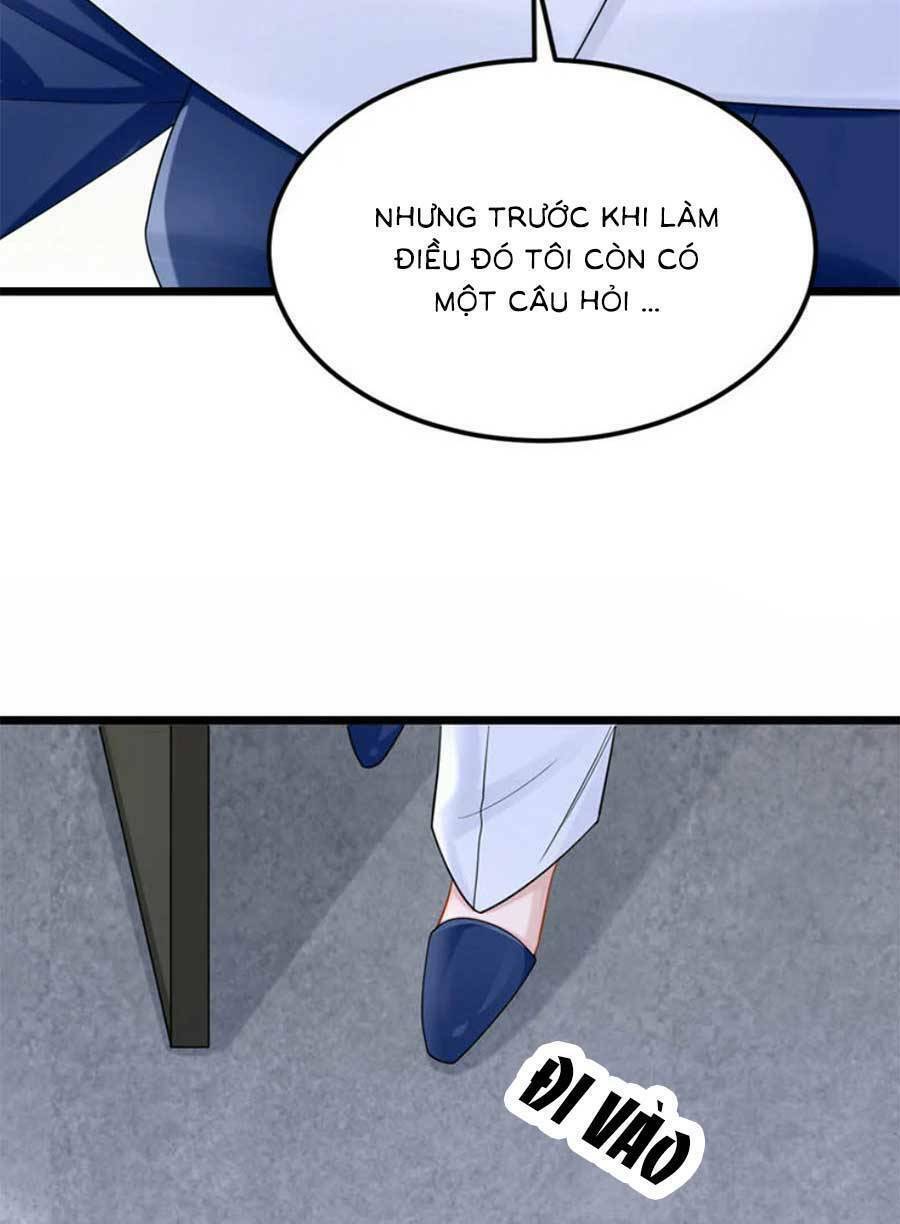 NHƯNG TRƯỚC KHI LÀM
ĐIỀU ĐÓ TÔI CÒN CÓ
MỘT CÂU HỎI ...
ĐI VÀO